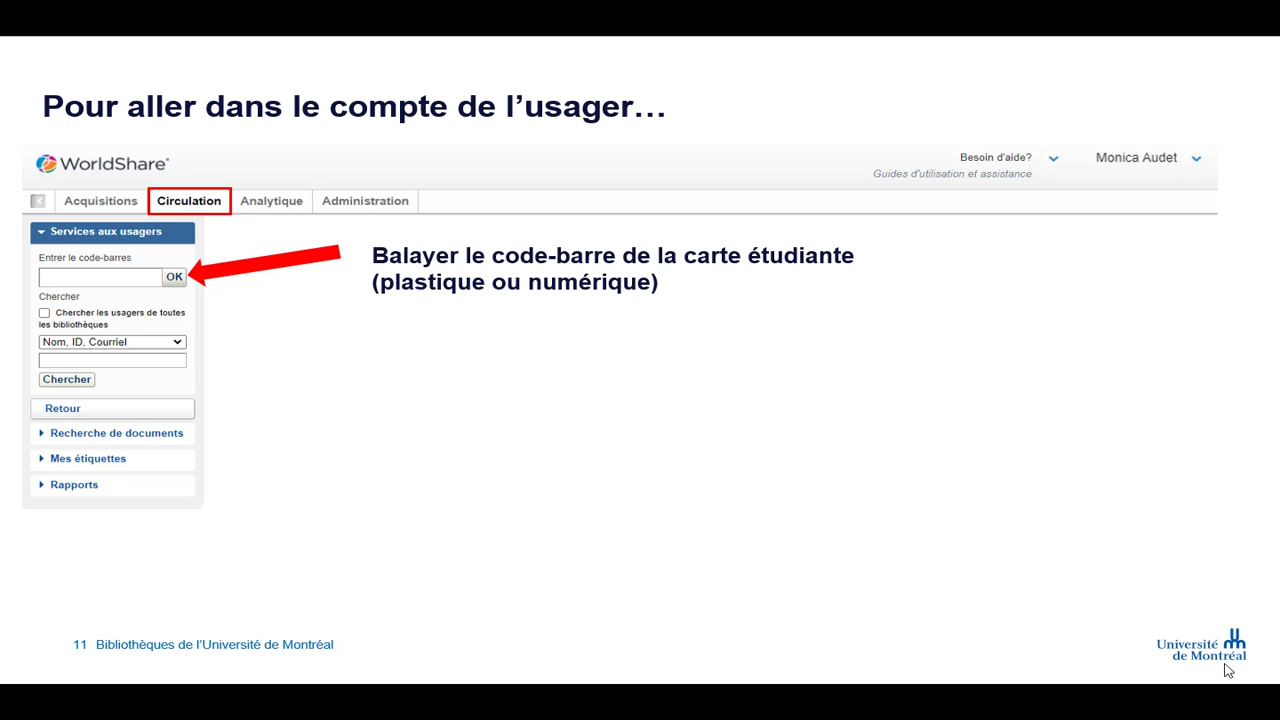 Pour aller dans le compte de l’usager…
WorldShare®
Besoin d'aide?
Monica Audet
Guides d'utilisation et assistance
Acquisitions
Circulation
Analytique
Administration
Services aux usagers
Entrer le code-barres
OK
Balayer le code-barre de la carte étudiante
(plastique ou numérique)
Chercher
Chercher les usagers de toutes
les bibliothèques
Nom, ID, Courriel
Chercher
Retour
Recherche de documents
Mes étiquettes
Rapports
11 Bibliothèques de l’Université de Montréal
Université
de Montréal